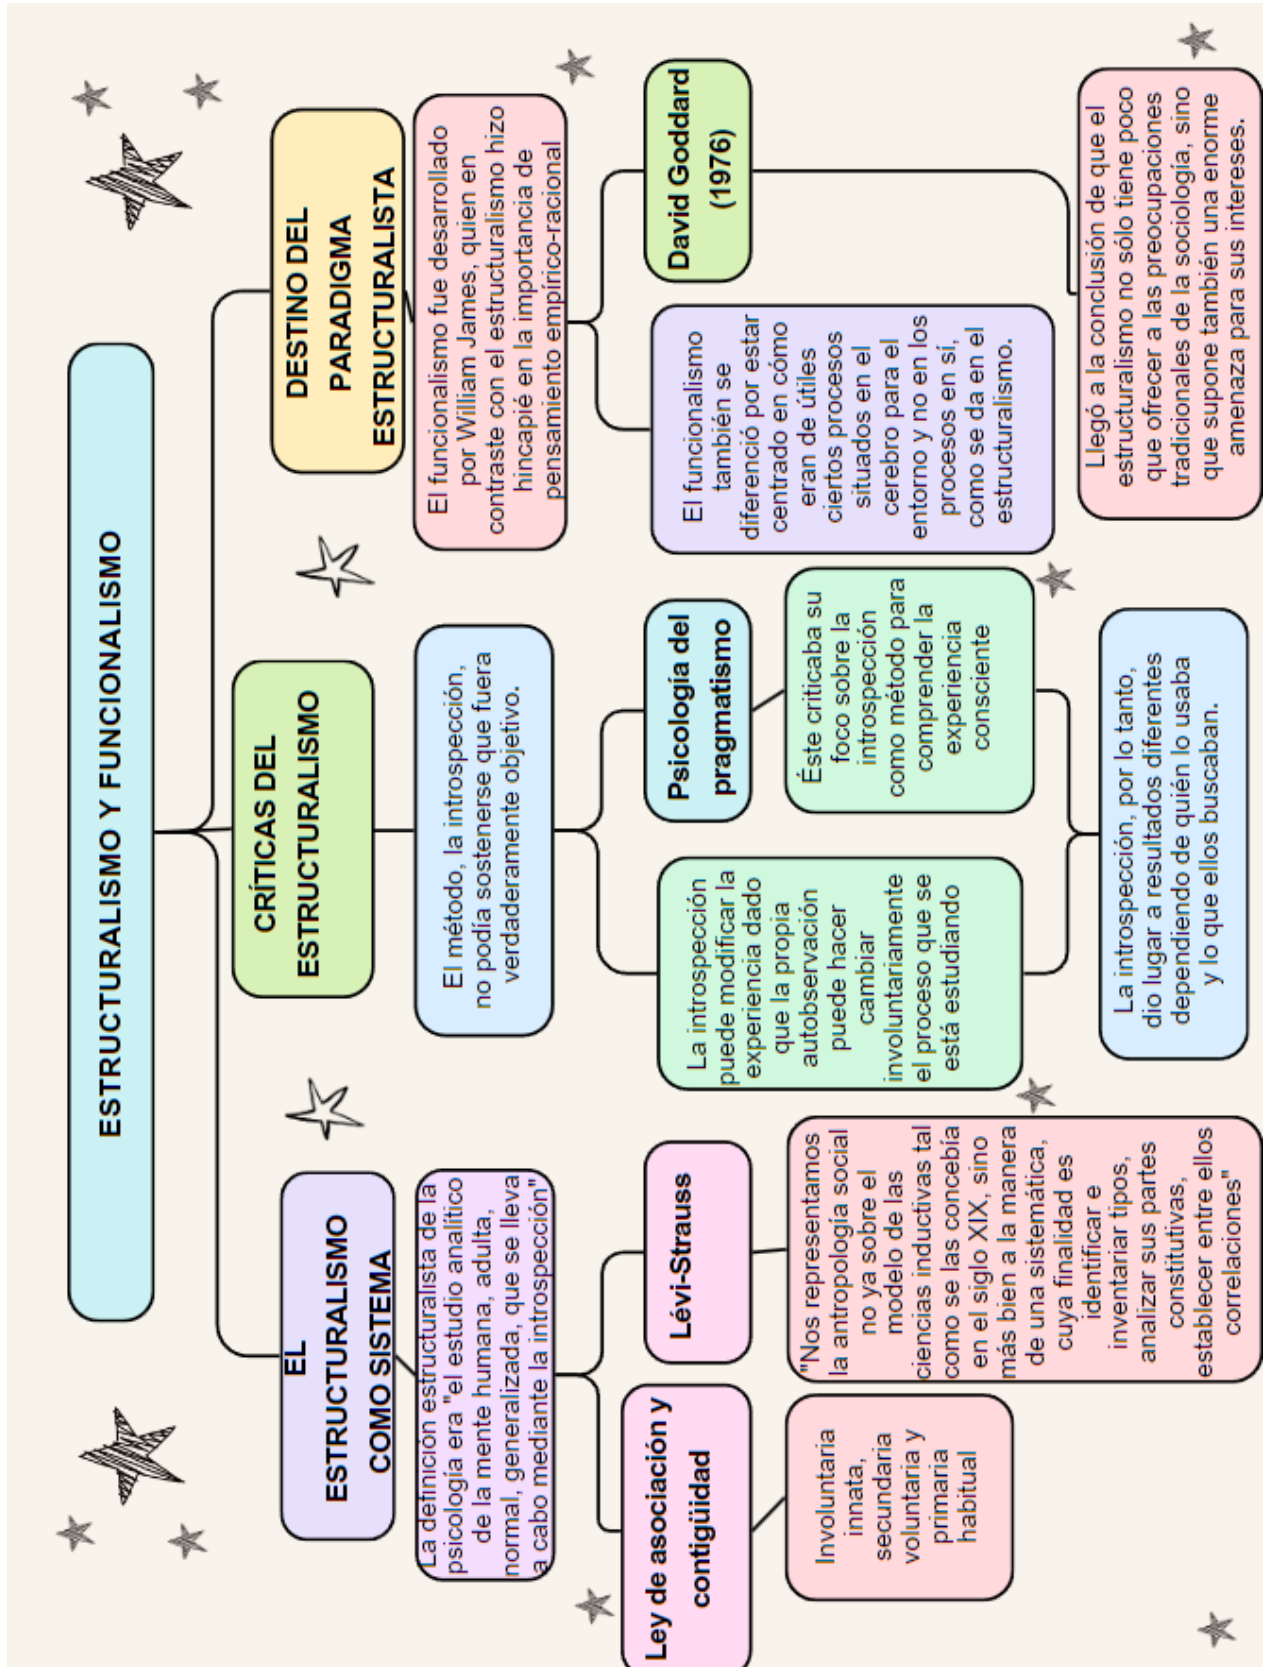 ESTRUCTURALISMO Y FUNCIONALISMO
EL
ESTRUCTURALISMO
COMO SISTEMA
La definición estructuralista de la
psicología era "el estudio analítico
de la mente humana, adulta,
normal, generalizada, que se lleva
a cabo mediante la introspección"
Ley de asociación y
contigüidad
Involuntaria
innata,
secundaria
voluntaria y
primaria
habitual
Lévi-Strauss
"Nos representamos
la antropología social
no ya sobre el
modelo de las
ciencias inductivas tal
como se las concebía
en el siglo XIX, sino
más bien a la manera
de una sistemática,
cuya finalidad es
identificar e
inventariar tipos,
analizar sus partes
constitutivas,
establecer entre ellos
correlaciones"
CRÍTICAS DEL
ESTRUCTURALISMO
El método, la introspección,
no podía sostenerse que fuera
verdaderamente objetivo.
La introspección
puede modificar la
experiencia dado
que la propia
autobservación
puede hacer
cambiar
involuntariamente
el proceso que se
está estudiando
Psicología del
pragmatismo
Éste criticaba su
foco sobre la
introspección
como método para
comprender la
experiencia
consciente
La introspección, por lo tanto,
dio lugar a resultados diferentes
dependiendo de quién lo usaba
y lo que ellos buscaban.
DESTINO DEL
PARADIGMA
ESTRUCTURALISTA
El funcionalismo fue desarrollado
por William James, quien en
contraste con el estructuralismo hizo
hincapié en la importancia de
pensamiento empírico-racional
El funcionalismo
también se
diferenció por estar
centrado en cómo
eran de útiles
ciertos procesos
situados en el
cerebro para el
entorno y no en los
procesos en sí,
como se da en el
estructuralismo.
David Goddard
(1976)
Llegó a la conclusión de que el
estructuralismo no sólo tiene poco
que ofrecer a las preocupaciones
tradicionales de la sociología, sino
que supone también una enorme
amenaza para sus intereses.